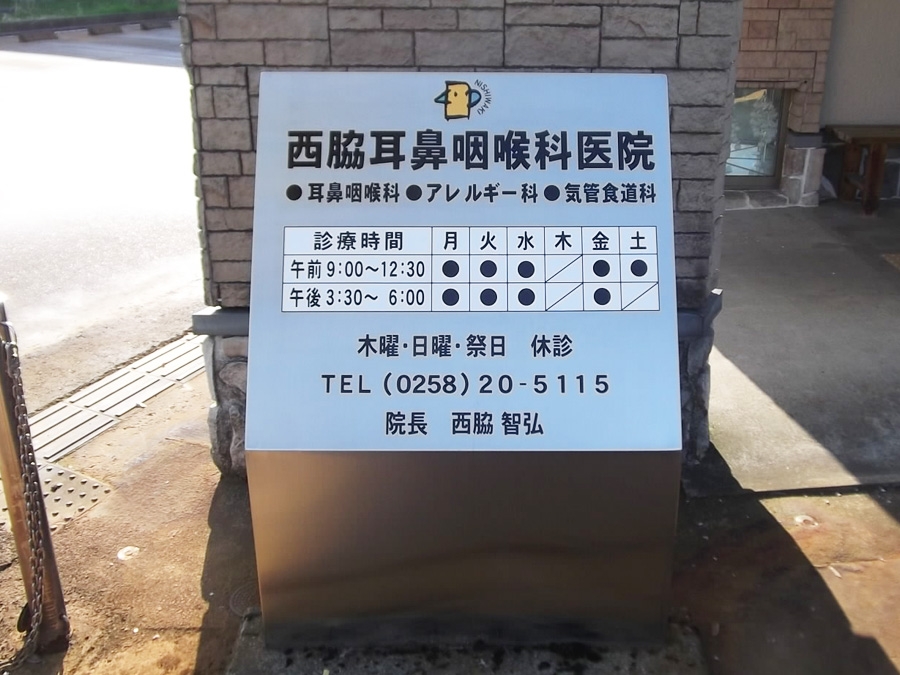 NISHIWAKI
西脇耳鼻咽喉科医院
●耳鼻咽喉科●アレルギー科●気管食道科
診療時間 月 火 水 木 金 土
午前 9:00〜12:30 ● ● ● ／ ● ●
午後 3:30〜 6:00 ● ● ● ／ ● ／
木曜・日曜・祭日 休診
TEL (0258) 20-5115
院長 西脇 智弘